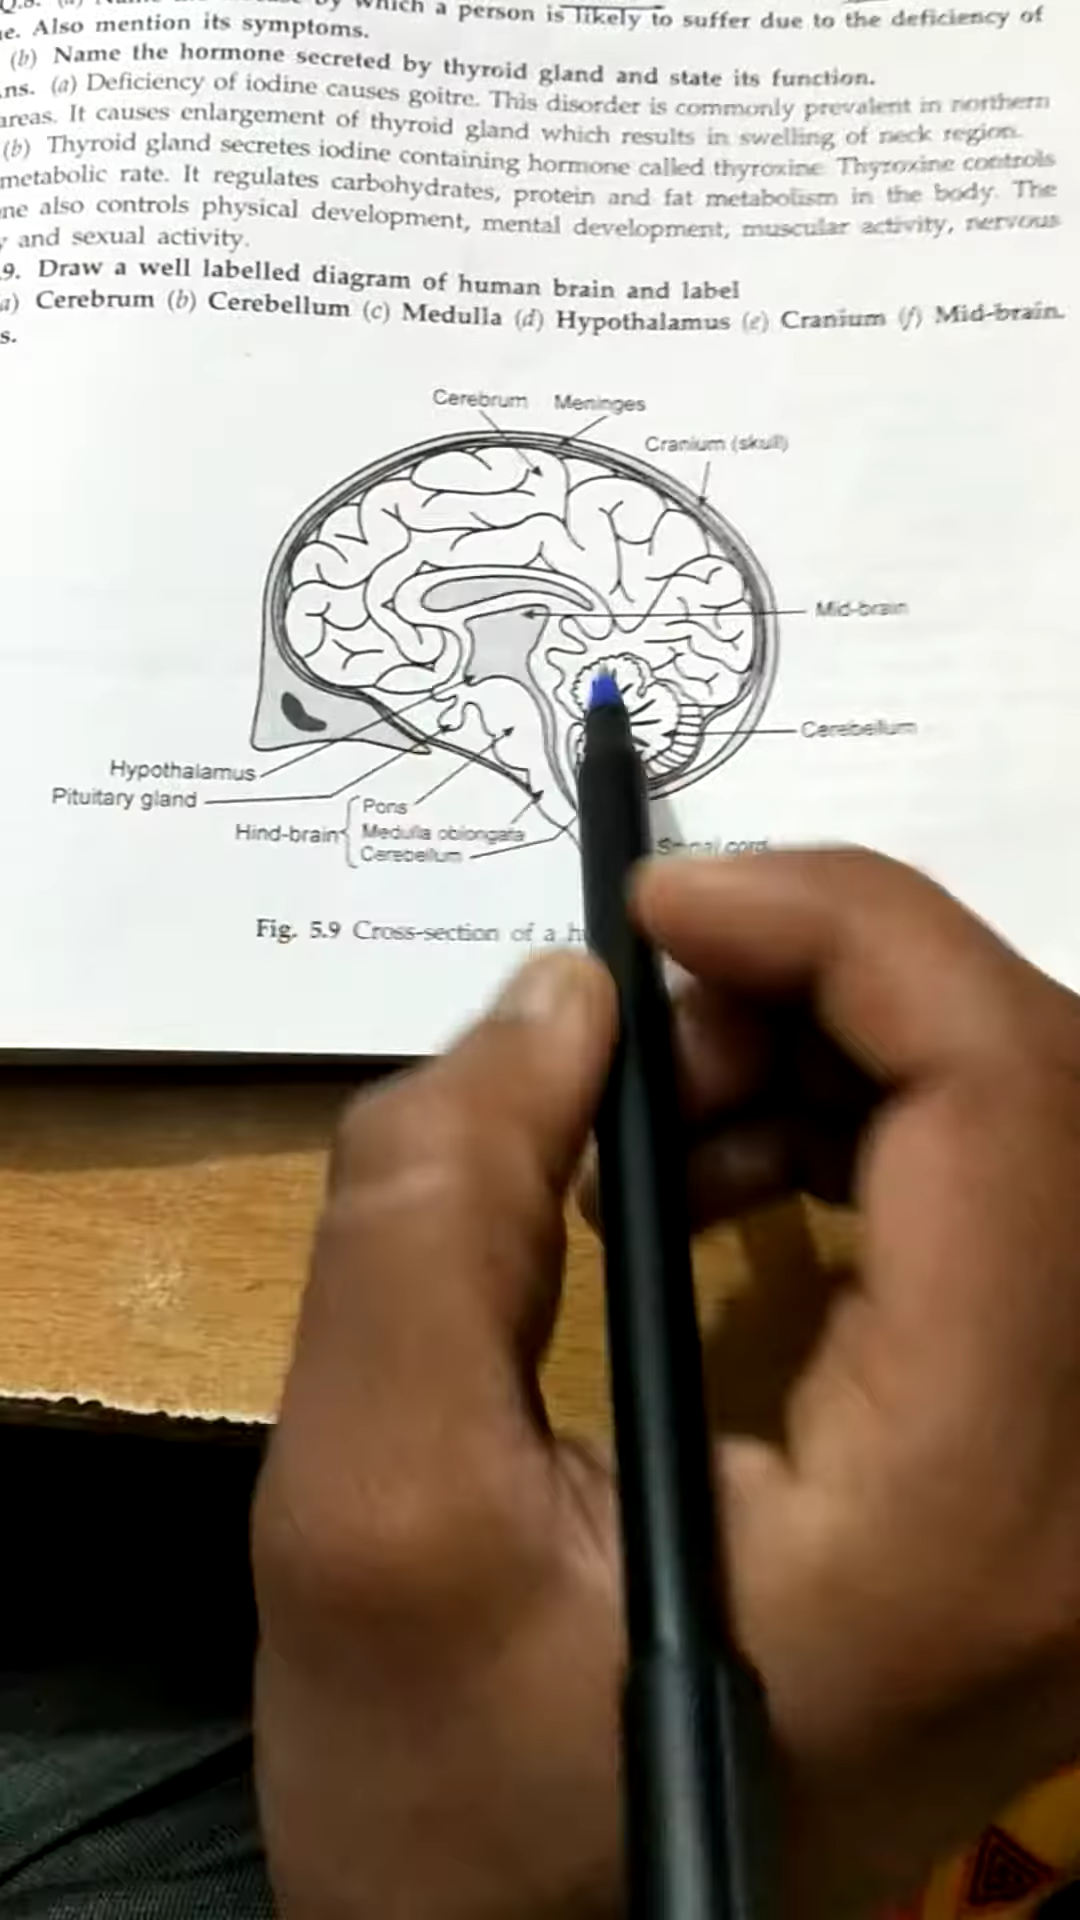 which a person is likely to suffer due to the deficiency of
e. Also mention its symptoms.
(b) Name the hormone secreted by thyroid gland and state its function.
ns. (a) Deficiency of iodine causes goitre. This disorder is commonly prevalent in northern
areas. It causes enlargement of thyroid gland which results in swelling of neck region.
(b) Thyroid gland secretes iodine containing hormone called thyroxine. Thyroxine controls
metabolic rate. It regulates carbohydrates, protein and fat metabolism in the body. The
ne also controls physical development, mental development, muscular activity, nervous
y and sexual activity.
9. Draw a well labelled diagram of human brain and label
a) Cerebrum (b) Cerebellum (c) Medulla (d) Hypothalamus (e) Cranium (f) Mid-brain.
s.
Cerebrum Meninges
Cranium (skull)
Mid-brain
Cerebellum
Hypothalamus
Pituitary gland
Pons
Hind-brain Medulla oblongata
Cerebellum
Spinal cord
Fig. 5.9 Cross-section of a h